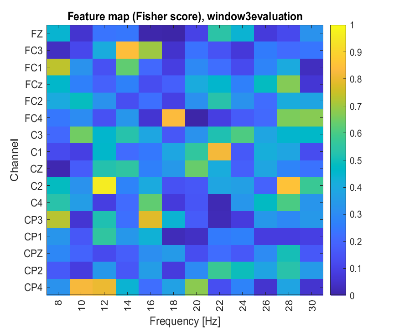 Feature map (Fisher score), window3evaluation
FZ
FC3
FC1
FCz
FC2
FC4
C3
C1
CZ
C2
C4
CP3
CP1
CPZ
CP2
CP4
Channel
8 10 12 14 16 18 20 22 24 26 28 30
Frequency [Hz]
1
0.9
0.8
0.7
0.6
0.5
0.4
0.3
0.2
0.1
0